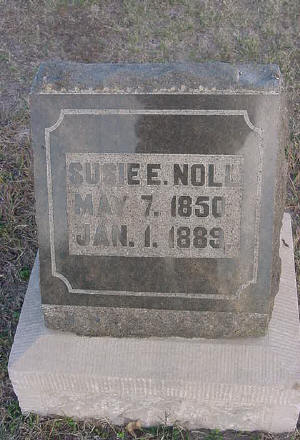 SUSIE E. NOLL
MAY 7, 1850
JAN. 1, 1889